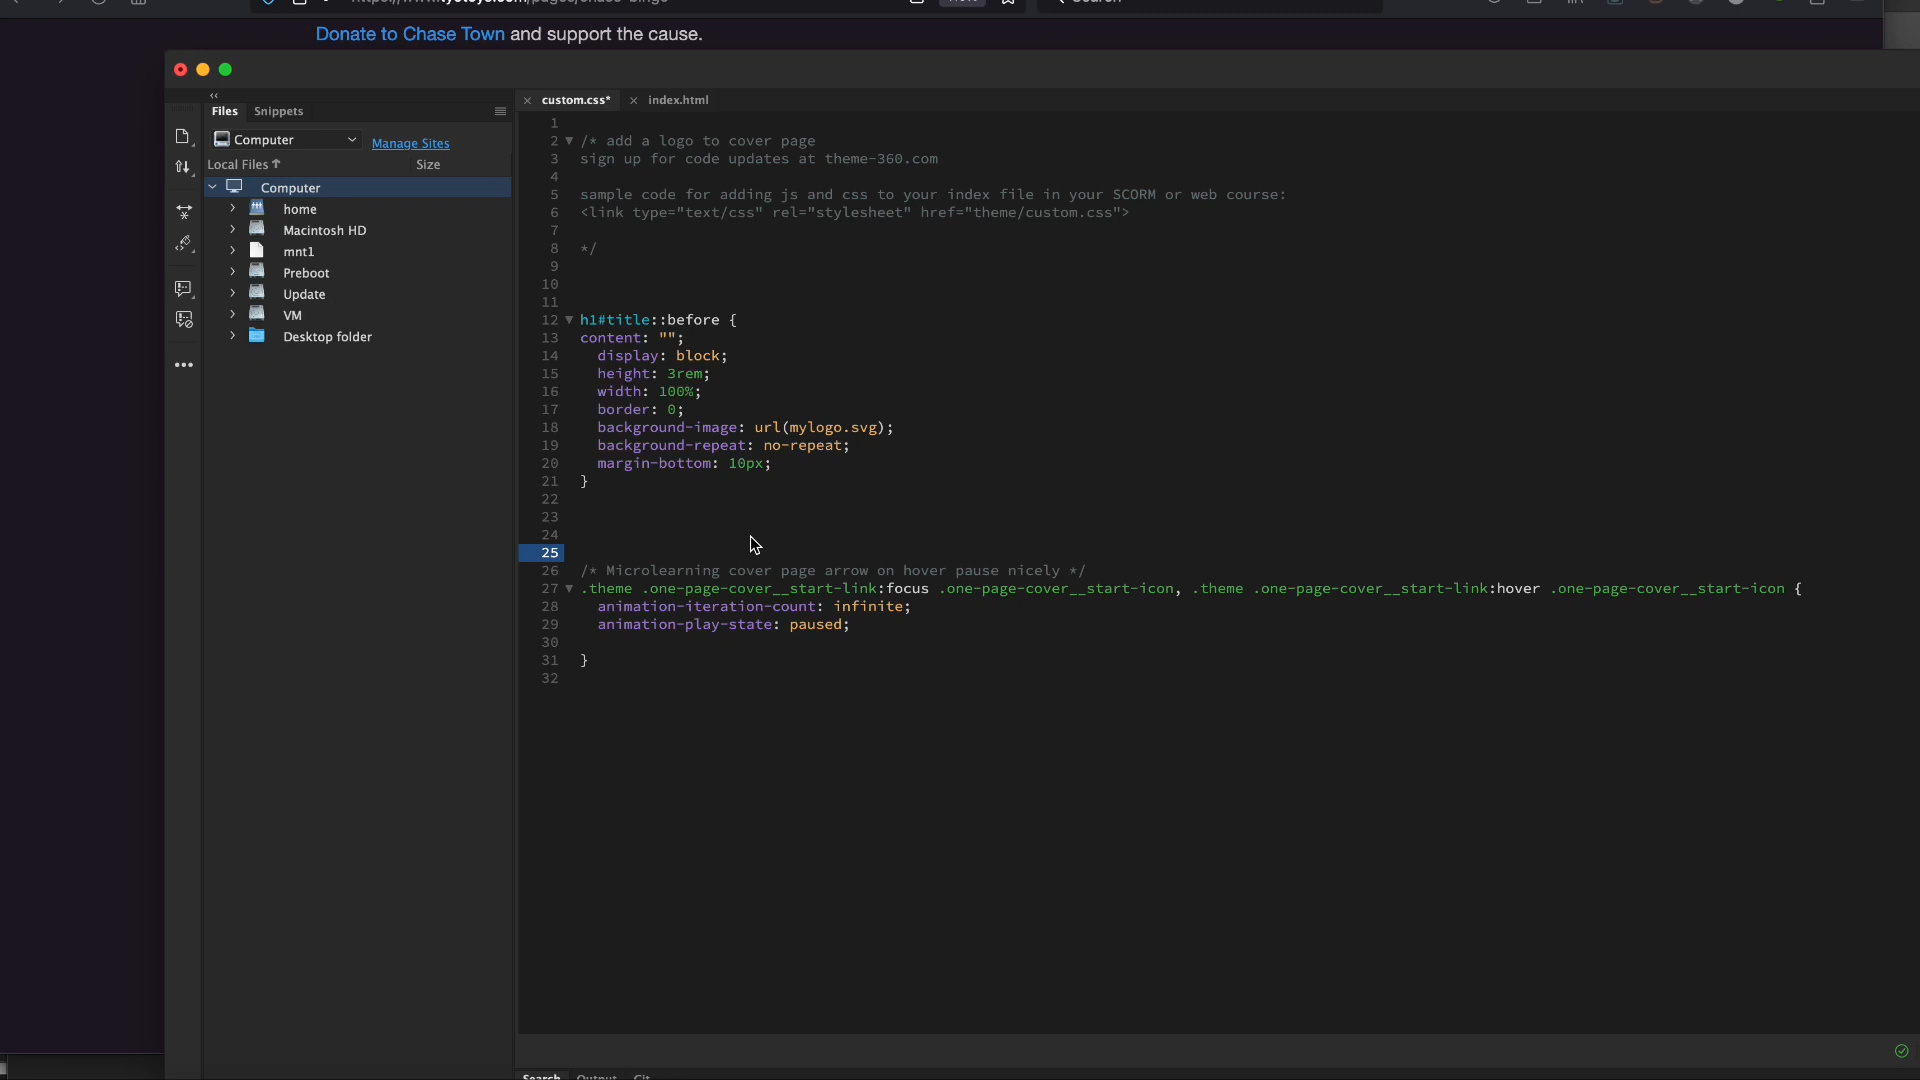 Donate to Chase Town and support the cause.
Files Snippets
Computer Manage Sites
Local Files Size
Computer
home
Macintosh HD
mnt1
Preboot
Update
VM
Desktop folder
custom.css* index.html
1
2 /* add a logo to cover page
3 sign up for code updates at theme-360.com
4
5 sample code for adding js and css to your index file in your SCORM or web course:
6 <link type="text/css" rel="stylesheet" href="theme/custom.css">
7
8 */
9
10
11
12 h1#title::before {
13 content: "";
14 display: block;
15 height: 3rem;
16 width: 100%;
17 border: 0;
18 background-image: url(mylogo.svg);
19 background-repeat: no-repeat;
20 margin-bottom: 10px;
21 }
22
23
24
25
26 /* Microlearning cover page arrow on hover pause nicely */
27 .theme .one-page-cover__start-link:focus .one-page-cover__start-icon, .theme .one-page-cover__start-link:hover .one-page-cover__start-icon {
28 animation-iteration-count: infinite;
29 animation-play-state: paused;
30
31 }
32
Search Output Git